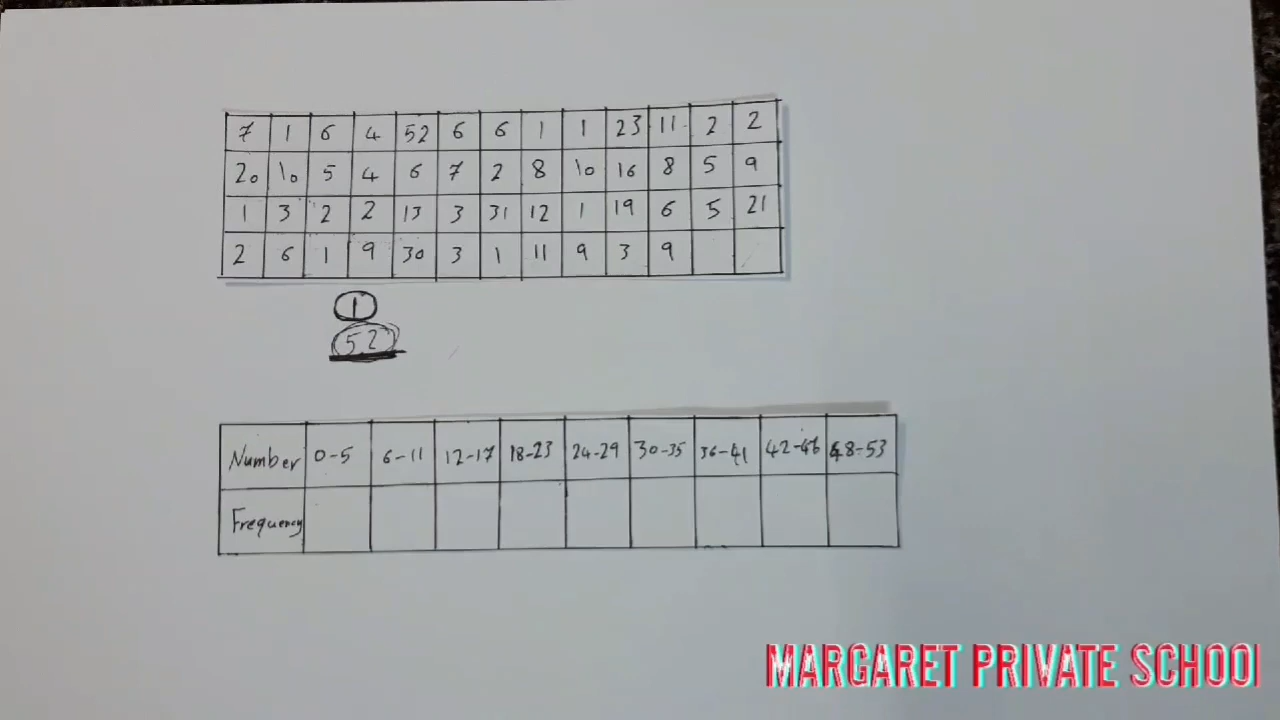 7 1 6 4 52 6 6 1 1 23 11 2 2
20 10 5 4 6 7 2 8 10 16 8 5 9
1 3 2 2 13 3 31 12 1 19 6 5 21
2 6 1 9 30 3 1 11 9 3 9
1
52
Number 0-5 6-11 12-17 18-23 24-29 30-35 36-41 42-46 48-53
Frequency
MARGARET PRIVATE SCHOOl